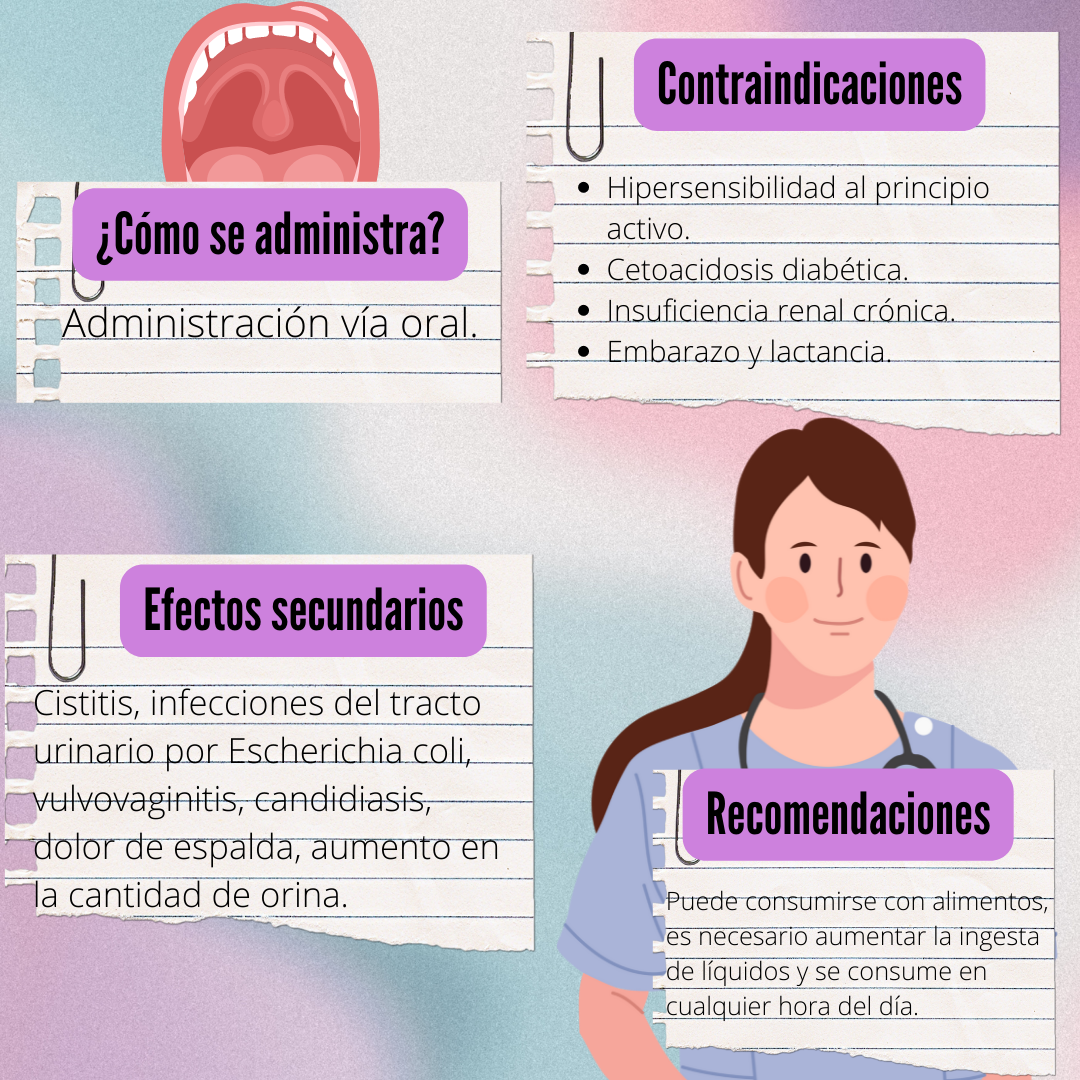 ¿Cómo se administra?
Administración vía oral.
Contraindicaciones
• Hipersensibilidad al principio
activo.
• Cetoacidosis diabética.
• Insuficiencia renal crónica.
• Embarazo y lactancia.
Efectos secundarios
Cistitis, infecciones del tracto
urinario por Escherichia coli,
vulvovaginitis, candidiasis,
dolor de espalda, aumento en
la cantidad de orina.
Recomendaciones
Puede consumirse con alimentos,
es necesario aumentar la ingesta
de líquidos y se consume en
cualquier hora del día.